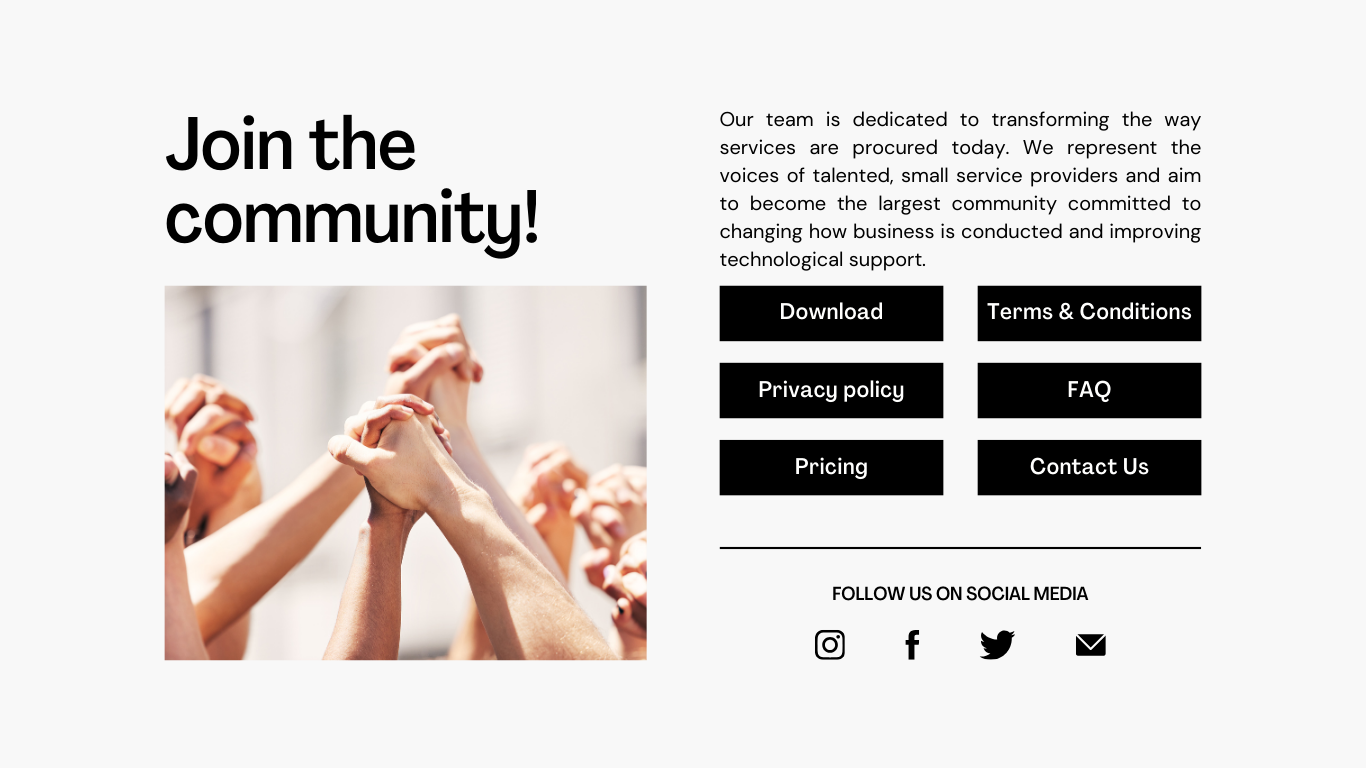 Join the
community!
Our team is dedicated to transforming the way
services are procured today. We represent the
voices of talented, small service providers and aim
to become the largest community committed to
changing how business is conducted and improving
technological support.
Download
Terms & Conditions
Privacy policy
FAQ
Pricing
Contact Us
FOLLOW US ON SOCIAL MEDIA